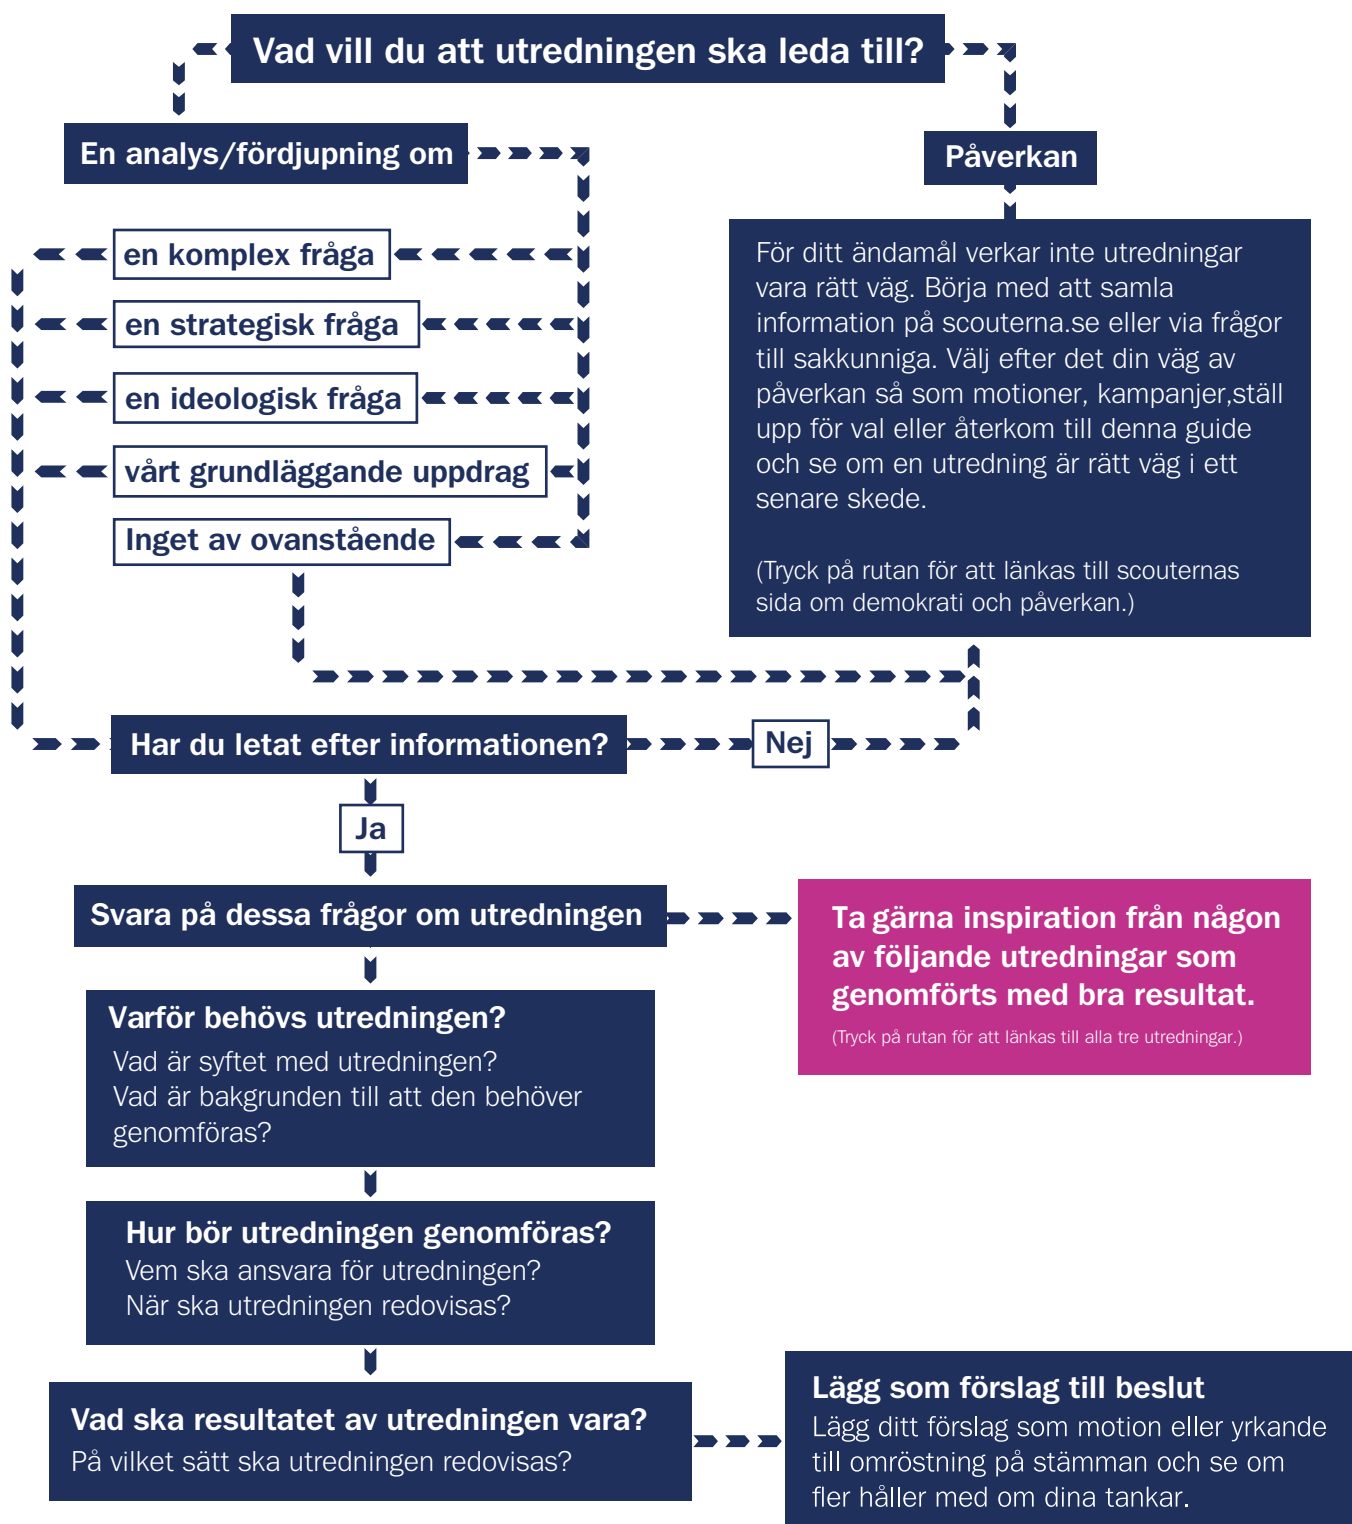 Vad vill du att utredningen ska leda till?
En analys/fördjupning om
en komplex fråga
en strategisk fråga
en ideologisk fråga
vårt grundläggande uppdrag
Inget av ovanstående
Påverkan
För ditt ändamål verkar inte utredningar
vara rätt väg. Börja med att samla
information på scouterna.se eller via frågor
till sakkunniga. Välj efter det din väg av
påverkan så som motioner, kampanjer,ställ
upp för val eller återkom till denna guide
och se om en utredning är rätt väg i ett
senare skede.
(Tryck på rutan för att länkas till scouternas
sida om demokrati och påverkan.)
Har du letat efter informationen?
Nej
Ja
Svara på dessa frågor om utredningen
Ta gärna inspiration från någon
av följande utredningar som
genomförts med bra resultat.
(Tryck på rutan för att länkas till alla tre utredningar.)
Varför behövs utredningen?
Vad är syftet med utredningen?
Vad är bakgrunden till att den behöver
genomföras?
Hur bör utredningen genomföras?
Vem ska ansvara för utredningen?
När ska utredningen redovisas?
Vad ska resultatet av utredningen vara?
På vilket sätt ska utredningen redovisas?
Lägg som förslag till beslut
Lägg ditt förslag som motion eller yrkande
till omröstning på stämman och se om
fler håller med om dina tankar.